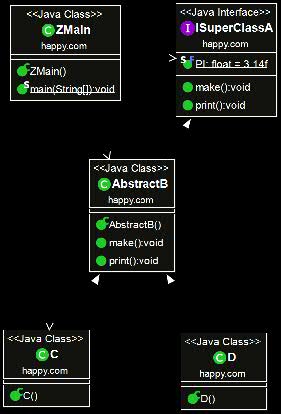 <<Java Class>>
ZMain
happy.com
ZMain()
main(String[]):void
<<Java Interface>>
ISuperClassA
happy.com
PI: float = 3.14f
make():void
print():void
<<Java Class>>
AbstractB
happy.com
AbstractB()
make():void
print():void
<<Java Class>>
C
happy.com
C()
<<Java Class>>
D
happy.com
D()